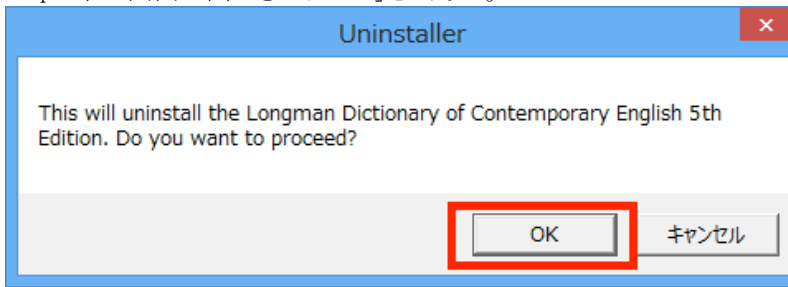 Uninstaller
This will uninstall the Longman Dictionary of Contemporary English 5th
Edition. Do you want to proceed?
OK
キャンセル